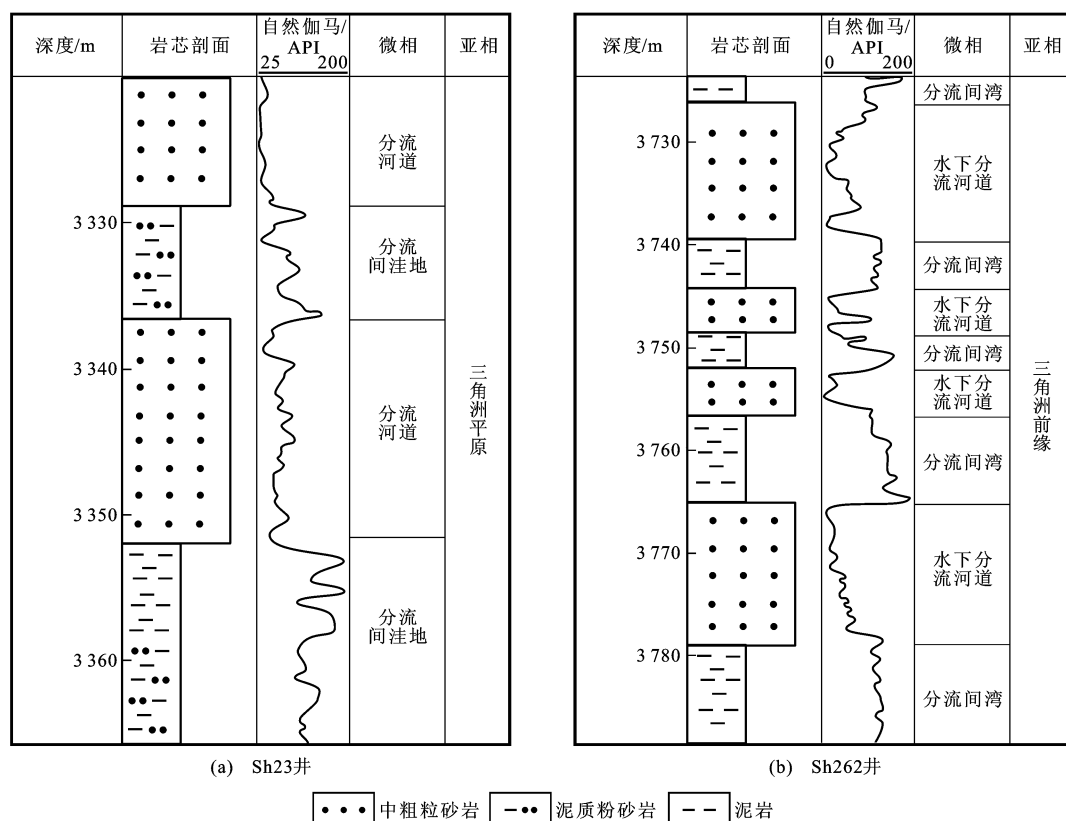 深度/m
岩芯剖面
自然伽马/
API
25 200
微相
亚相
3 330
3 340
3 350
3 360
分流
河道
分流
间洼地
分流
河道
分流
间洼地
三角洲平原
(a) Sh23井
深度/m
岩芯剖面
自然伽马/
API
0 200
微相
亚相
3 730
3 740
3 750
3 760
3 770
3 780
分流间湾
水下分
流河道
分流间湾
水下分
流河道
分流间湾
水下分
流河道
分流间湾
水下分
流河道
分流间湾
三角洲前缘
(b) Sh262井
中粗粒砂岩 泥质粉砂岩 泥岩